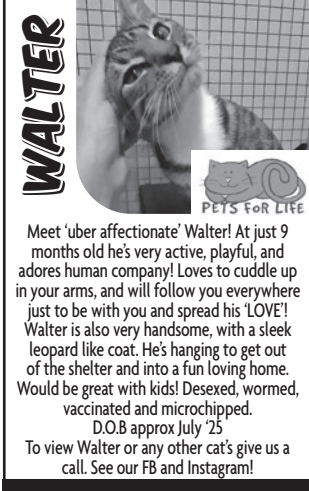 WALTER
PETS FOR LIFE
Meet ‘uber affectionate’ Walter! At just 9
months old he’s very active, playful, and
adores human company! Loves to cuddle up
in your arms, and will follow you everywhere
just to be with you and spread his ‘LOVE’!
Walter is also very handsome, with a sleek
leopard like coat. He’s hanging to get out
of the shelter and into a fun loving home.
Would be great with kids! Desexed, wormed,
vaccinated and microchipped.
D.O.B approx July ‘25
To view Walter or any other cat’s give us a
call. See our FB and Instagram!